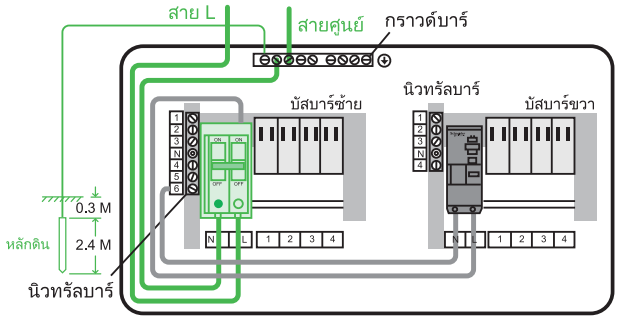 สาย L
สายศูนย์
กราวด์บาร์
นิวทรัลบาร์
บัสบาร์ซ้าย
บัสบาร์ขวา
1
2
3
N
4
5
6
ON ON
OFF OFF
1
2
3
N
4
0.3 M
หลักดิน
2.4 M
N L 1 2 3 4
N L 1 2 3 4
นิวทรัลบาร์